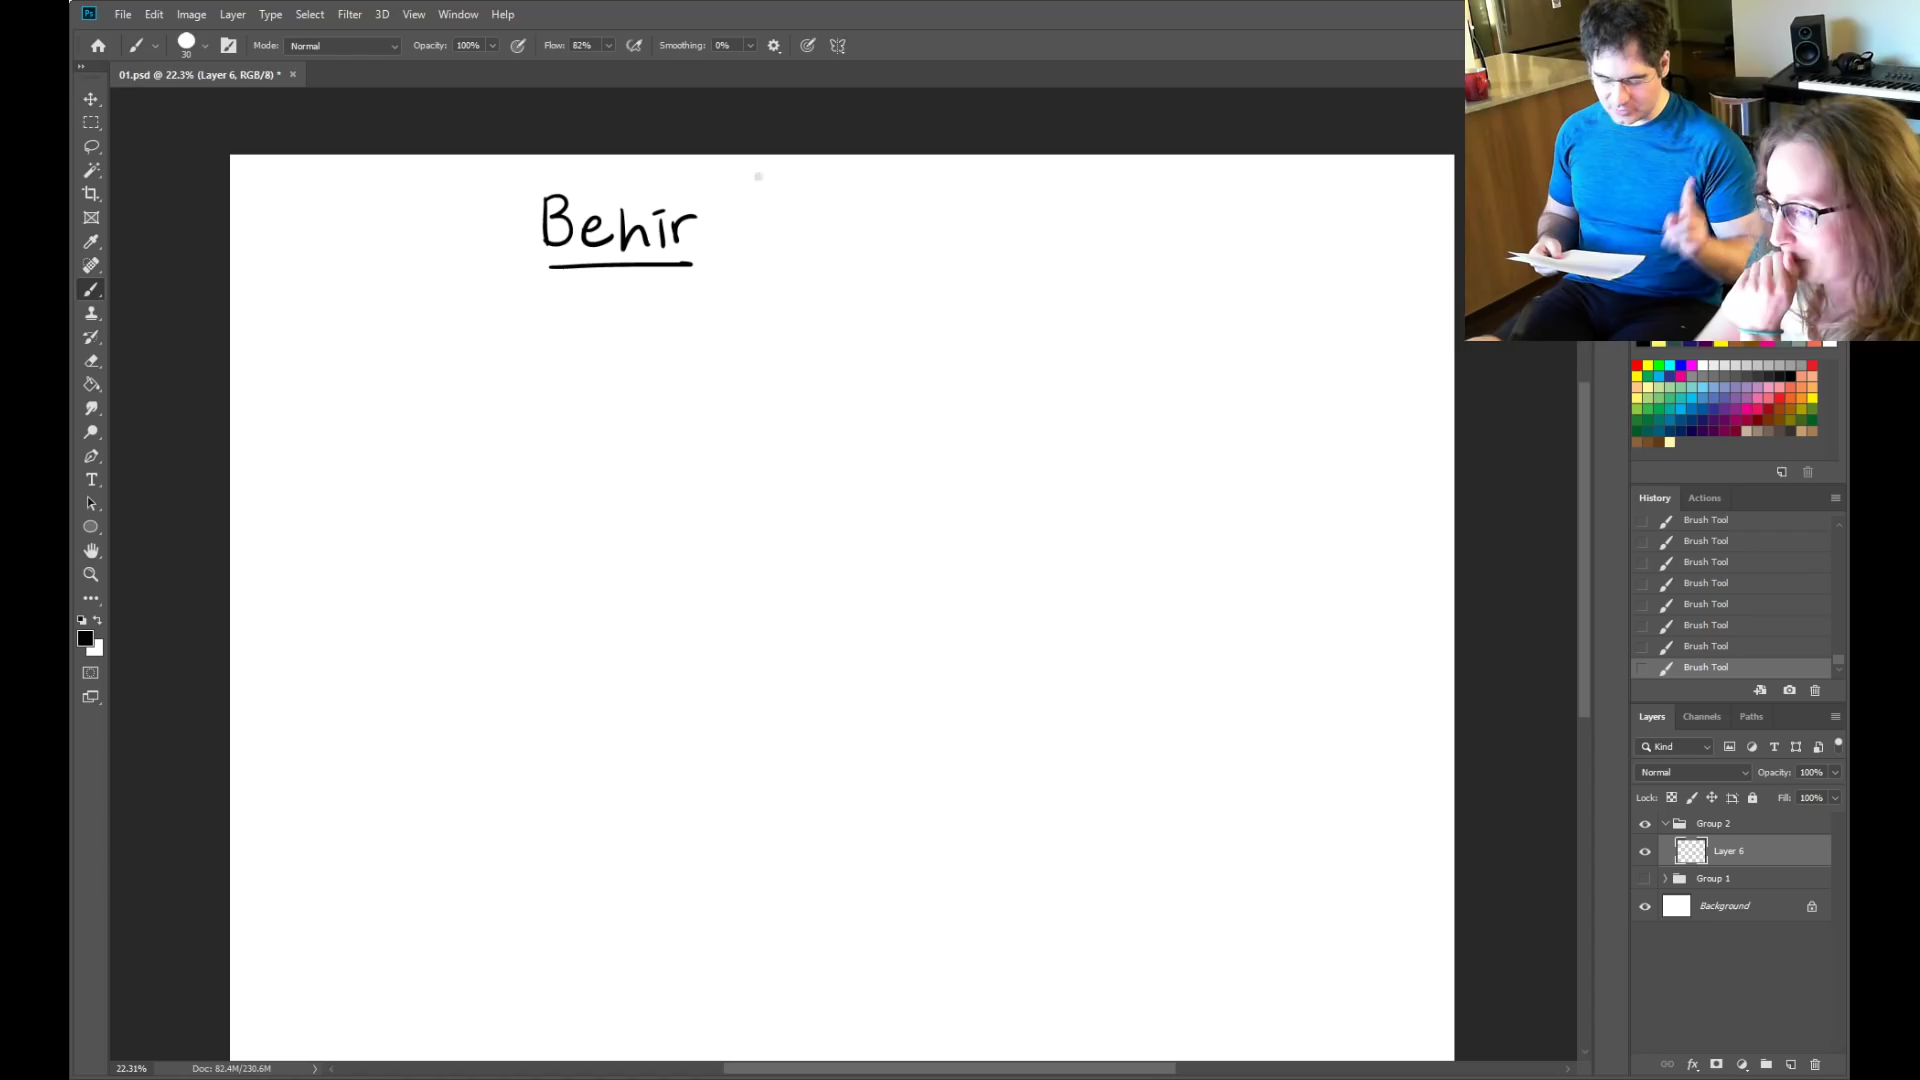 Ps File Edit Image Layer Type Select Filter 3D View Window Help
30 Mode: Normal Opacity: 100% Flow: 82% Smoothing: 0%
01.psd @ 22.3% (Layer 6, RGB/8) *
Behir
History Actions
Brush Tool
Brush Tool
Brush Tool
Brush Tool
Brush Tool
Brush Tool
Brush Tool
Brush Tool
Layers Channels Paths
Kind
Normal Opacity: 100%
Lock: Fill: 100%
Group 2
Layer 6
Group 1
Background
fx
22.31% Doc: 82.4M/230.6M